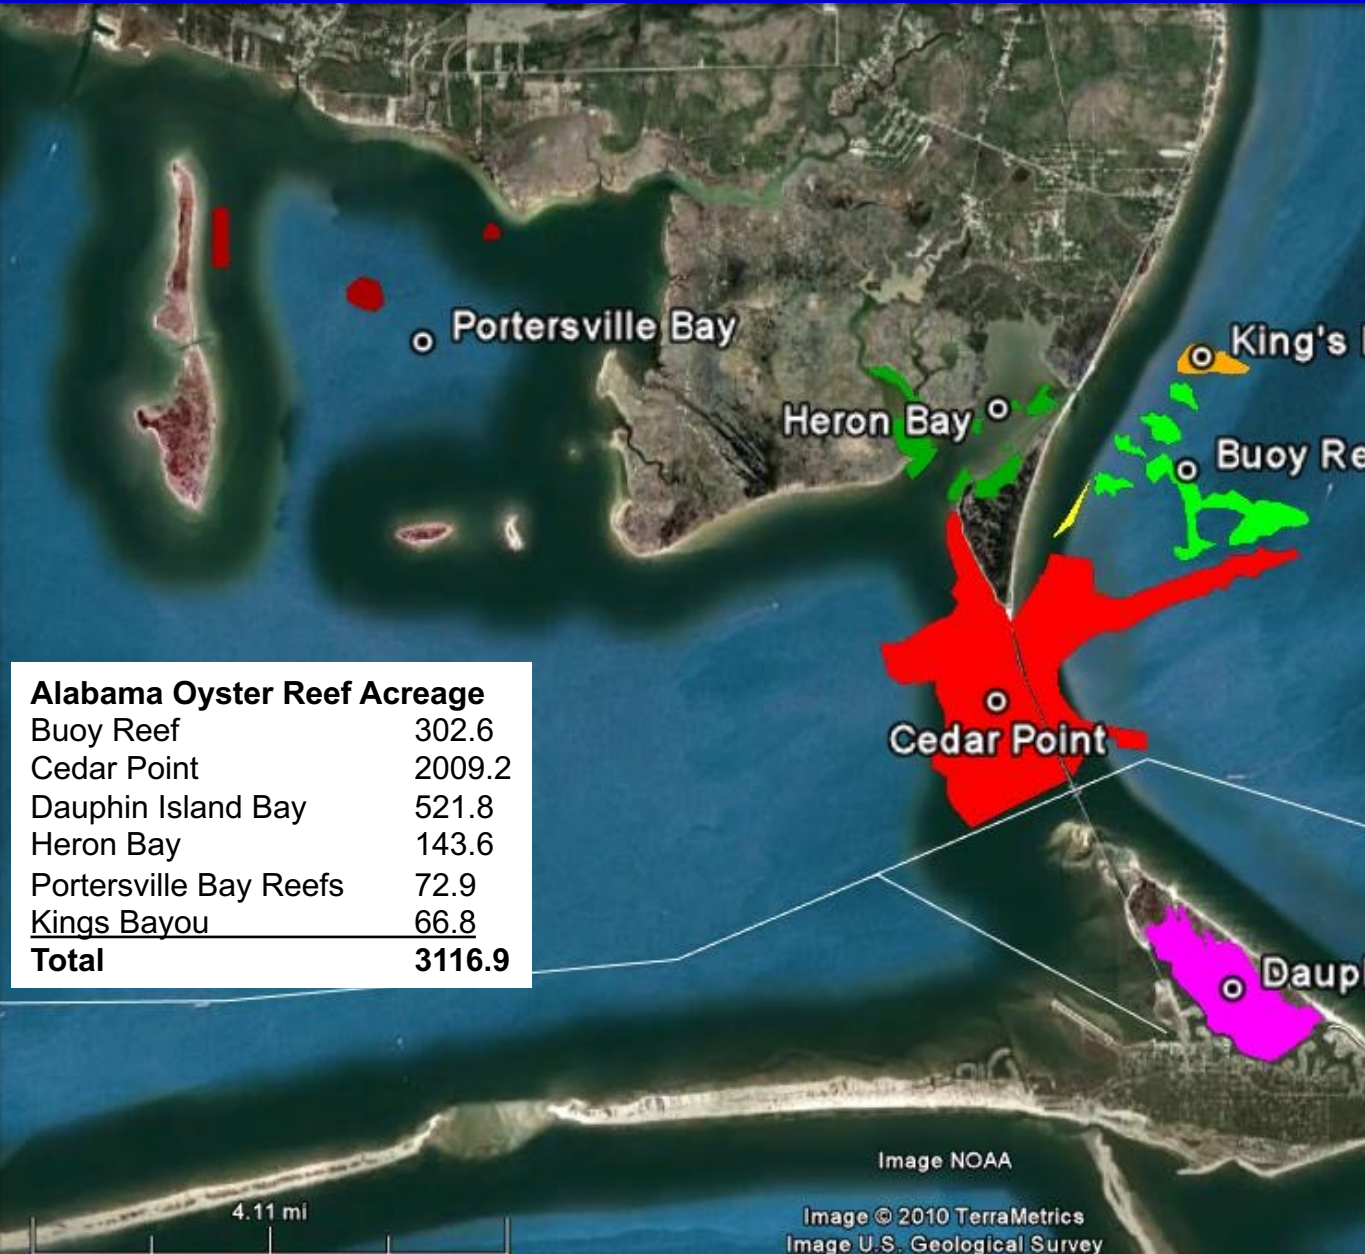 Portersville Bay
King's
Heron Bay
Buoy Re
Alabama Oyster Reef Acreage
Buoy Reef 302.6
Cedar Point 2009.2
Dauphin Island Bay 521.8
Heron Bay 143.6
Portersville Bay Reefs 72.9
Kings Bayou 66.8
Total 3116.9
Cedar Point
Daup
Image NOAA
4.11 mi
Image © 2010 TerraMetrics
Image U.S. Geological Survey